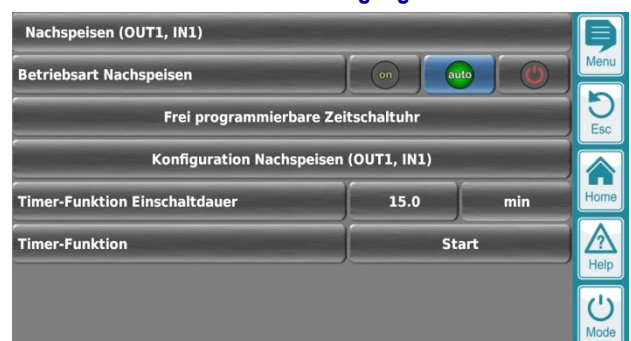 Nachspeisen (OUT1, IN1)
Menu
Betriebsart Nachspeisen on auto
Frei programmierbare Zeitschaltuhr
Esc
Konfiguration Nachspeisen (OUT1, IN1)
Timer-Funktion Einschaltdauer 15.0 min
Home
Timer-Funktion Start
Help
Mode